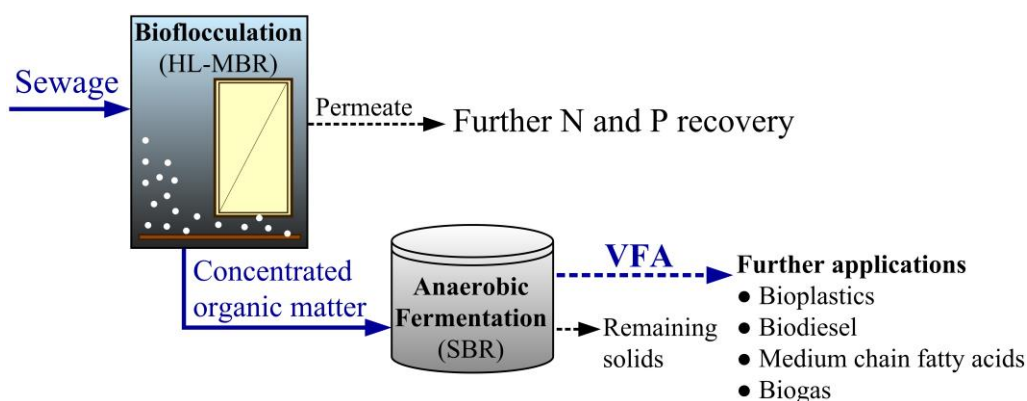 Bioflocculation
(HL-MBR)
Sewage
Permeate
Further N and P recovery
Concentrated
organic matter
Anaerobic
Fermentation
(SBR)
VFA
Remaining
solids
Further applications
● Bioplastics
● Biodiesel
● Medium chain fatty acids
● Biogas